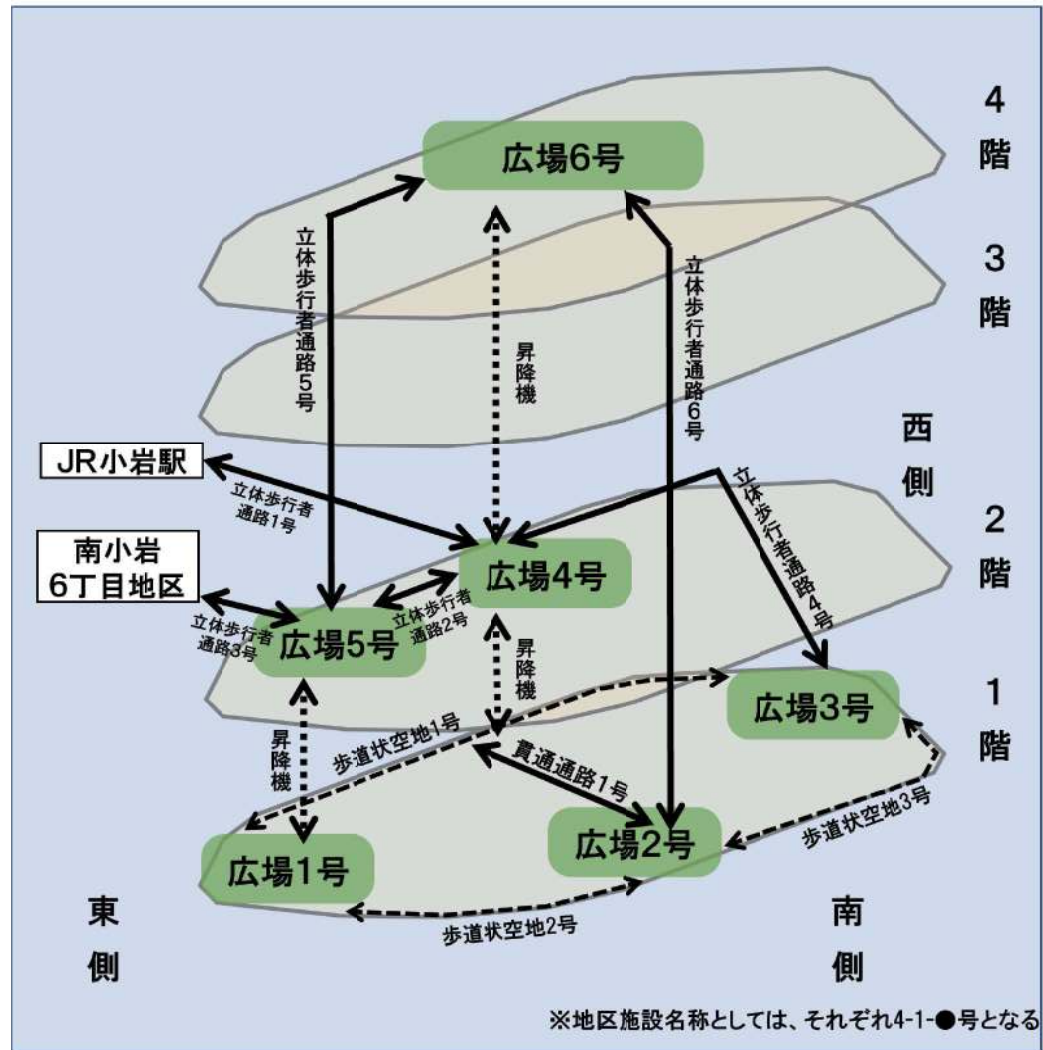 4
階
広場6号
3
階
立体歩行者通路5号
昇降機
立体歩行者通路6号
西
側
JR小岩駅
立体歩行者
通路1号
立体歩行者通路4号
2
階
南小岩
6丁目地区
広場4号
立体歩行者
通路3号
立体歩行者
通路2号
広場5号
昇降機
1
階
広場3号
昇降機
歩道状空地1号
貫通通路1号
歩道状空地3号
広場2号
広場1号
東
側
歩道状空地2号
南
側
※地区施設名称としては、それぞれ4-1-●号となる